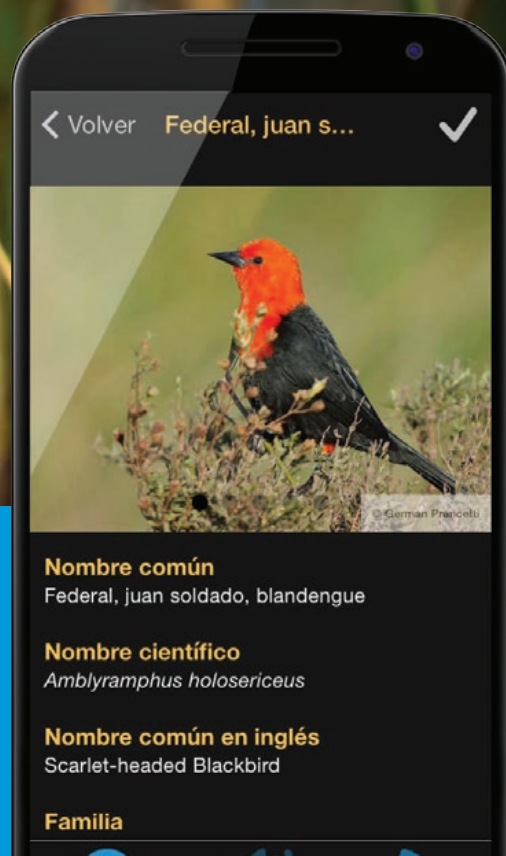 Volver
Federal, juan s...
© German Pracetti
Nombre común
Federal, juan soldado, blandengue
Nombre científico
Amblyramphus holosericeus
Nombre común en inglés
Scarlet-headed Blackbird
Familia